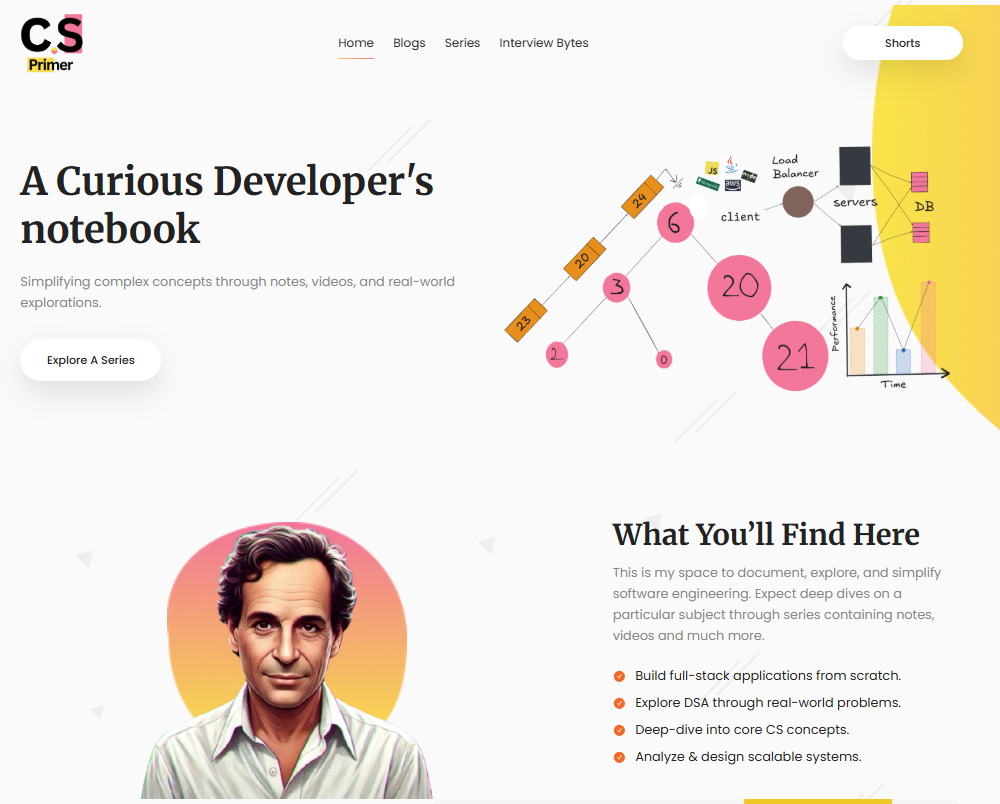 CS
Primer
Home Blogs Series Interview Bytes
Shorts
A Curious Developer's
notebook
Simplifying complex concepts through notes, videos, and real-world
explorations.
Explore A Series
24
20
23
6
3
2
0
20
21
JS
Java
node
aws
client
Load
Balancer
servers
DB
Performance
Time
What You’ll Find Here
This is my space to document, explore, and simplify
software engineering. Expect deep dives on a
particular subject through series containing notes,
videos and much more.
Build full-stack applications from scratch.
Explore DSA through real-world problems.
Deep-dive into core CS concepts.
Analyze & design scalable systems.